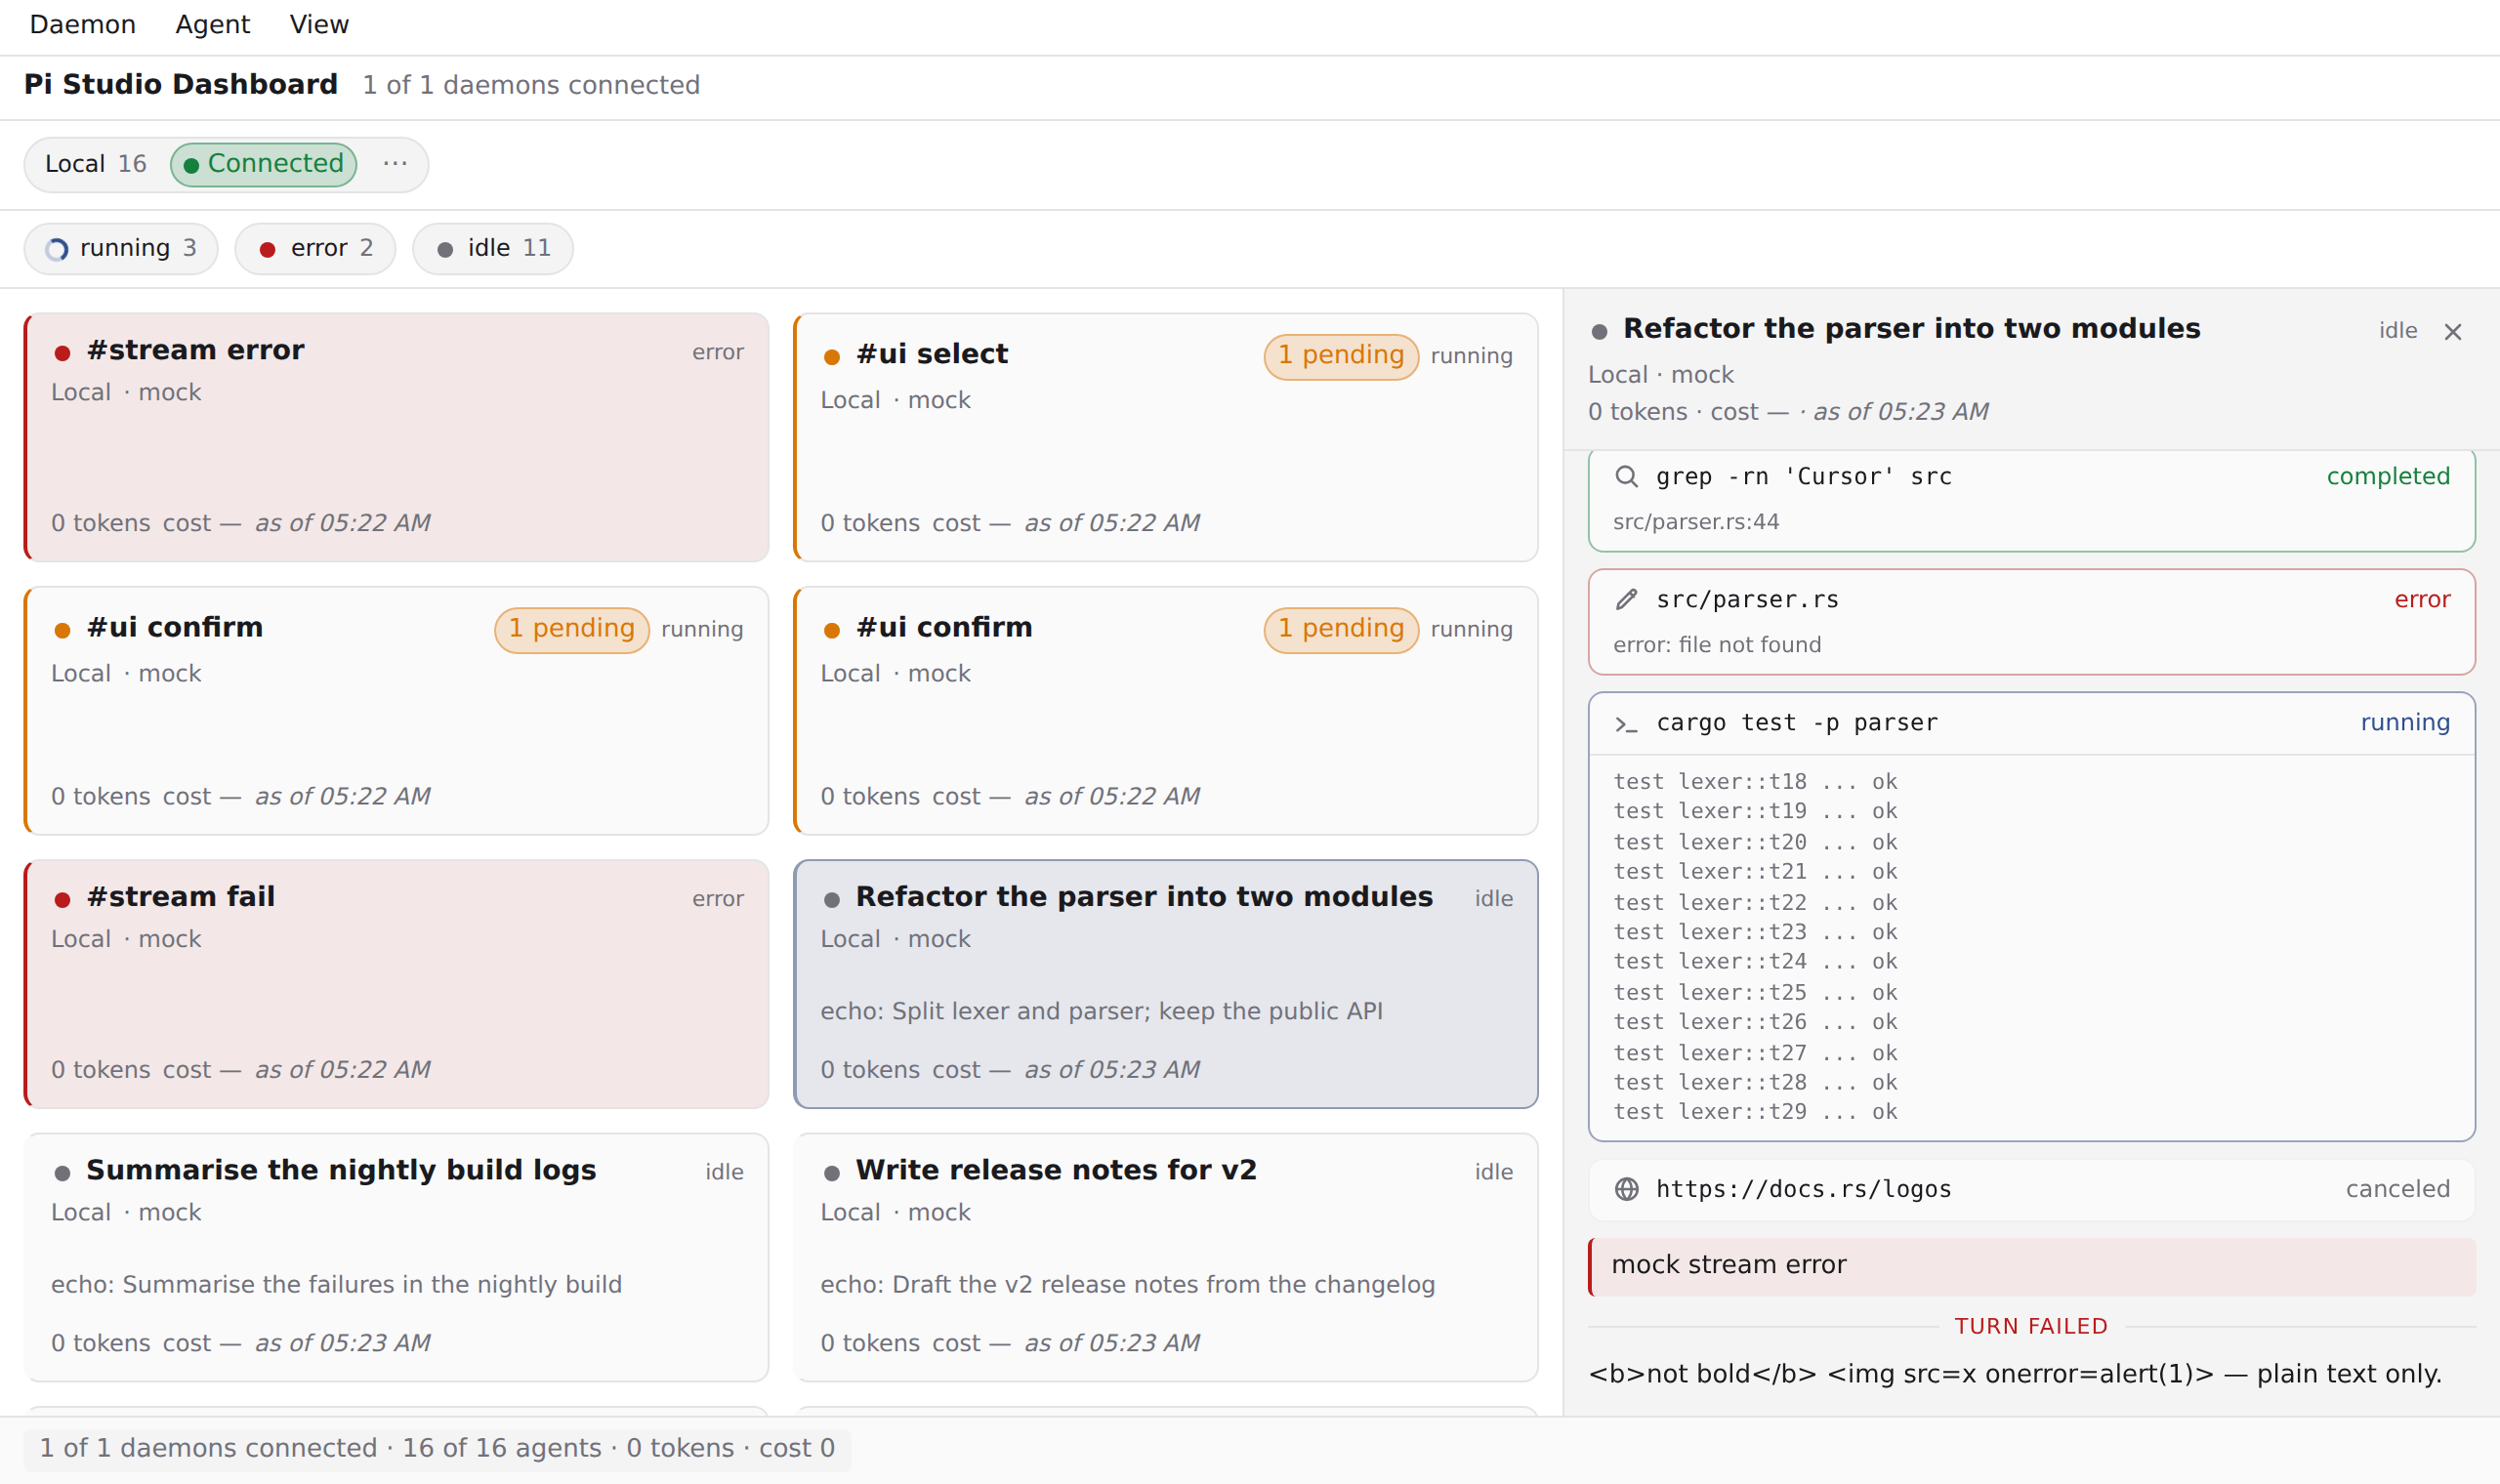 Daemon Agent View
Pi Studio Dashboard 1 of 1 daemons connected
Local 16 Connected ···
running 3 error 2 idle 11
#stream error error
Local · mock
0 tokens cost — as of 05:22 AM
#ui select 1 pending running
Local · mock
0 tokens cost — as of 05:22 AM
#ui confirm 1 pending running
Local · mock
0 tokens cost — as of 05:22 AM
#ui confirm 1 pending running
Local · mock
0 tokens cost — as of 05:22 AM
#stream fail error
Local · mock
0 tokens cost — as of 05:22 AM
Refactor the parser into two modules idle
Local · mock
echo: Split lexer and parser; keep the public API
0 tokens cost — as of 05:23 AM
Summarise the nightly build logs idle
Local · mock
echo: Summarise the failures in the nightly build
0 tokens cost — as of 05:23 AM
Write release notes for v2 idle
Local · mock
echo: Draft the v2 release notes from the changelog
0 tokens cost — as of 05:23 AM
Refactor the parser into two modules idle ×
Local · mock
0 tokens · cost — · as of 05:23 AM
grep -rn 'Cursor' src completed
src/parser.rs:44
src/parser.rs error
error: file not found
cargo test -p parser running
test lexer::t18 ... ok
test lexer::t19 ... ok
test lexer::t20 ... ok
test lexer::t21 ... ok
test lexer::t22 ... ok
test lexer::t23 ... ok
test lexer::t24 ... ok
test lexer::t25 ... ok
test lexer::t26 ... ok
test lexer::t27 ... ok
test lexer::t28 ... ok
test lexer::t29 ... ok
https://docs.rs/logos canceled
mock stream error
TURN FAILED
<b>not bold</b> <img src=x onerror=alert(1)> — plain text only.
1 of 1 daemons connected · 16 of 16 agents · 0 tokens · cost 0